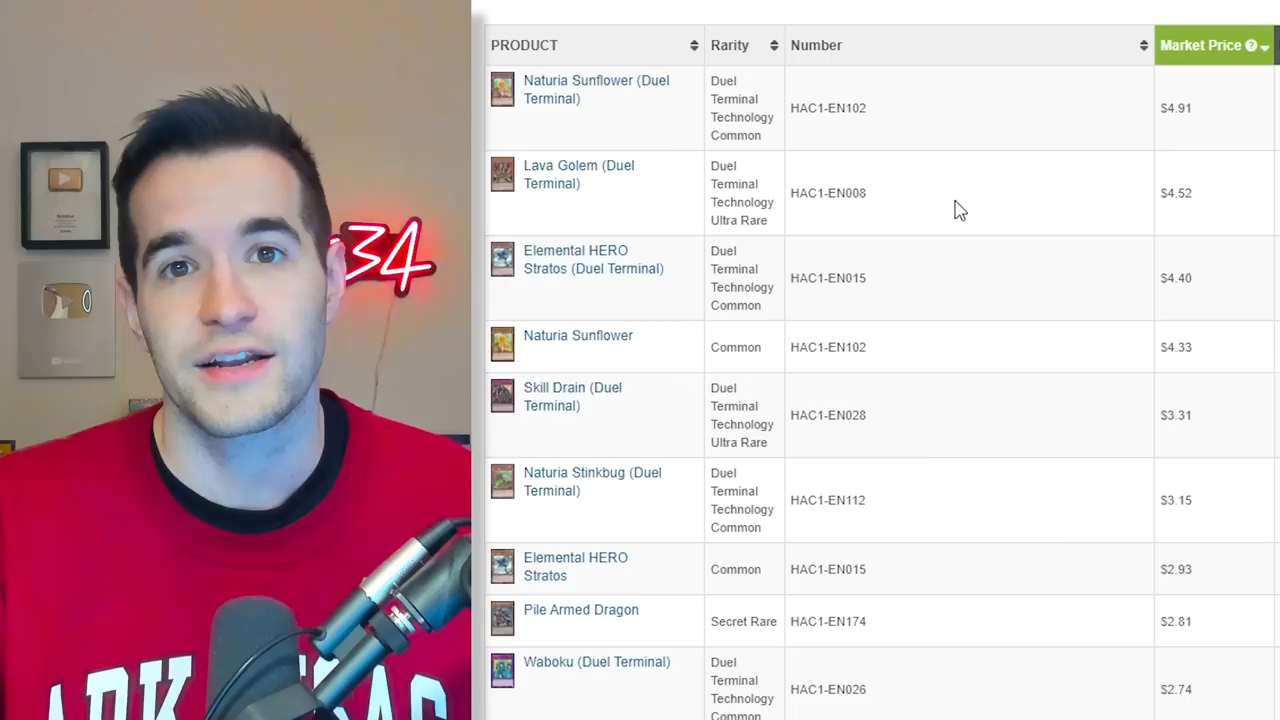 34
ARK SAS
PRODUCT Rarity Number Market Price
Naturia Sunflower (Duel
Terminal)
Duel
Terminal
Technology
Common
HAC1-EN102
$4.91
Lava Golem (Duel
Terminal)
Duel
Terminal
Technology
Ultra Rare
HAC1-EN008
$4.52
Elemental HERO
Stratos (Duel Terminal)
Duel
Terminal
Technology
Common
HAC1-EN015
$4.40
Naturia Sunflower
Common
HAC1-EN102
$4.33
Skill Drain (Duel
Terminal)
Duel
Terminal
Technology
Ultra Rare
HAC1-EN028
$3.31
Naturia Stinkbug (Duel
Terminal)
Duel
Terminal
Technology
Common
HAC1-EN112
$3.15
Elemental HERO
Stratos
Common
HAC1-EN015
$2.93
Pile Armed Dragon
Secret Rare
HAC1-EN174
$2.81
Waboku (Duel Terminal)
Duel
Terminal
Technology
Common
HAC1-EN026
$2.74